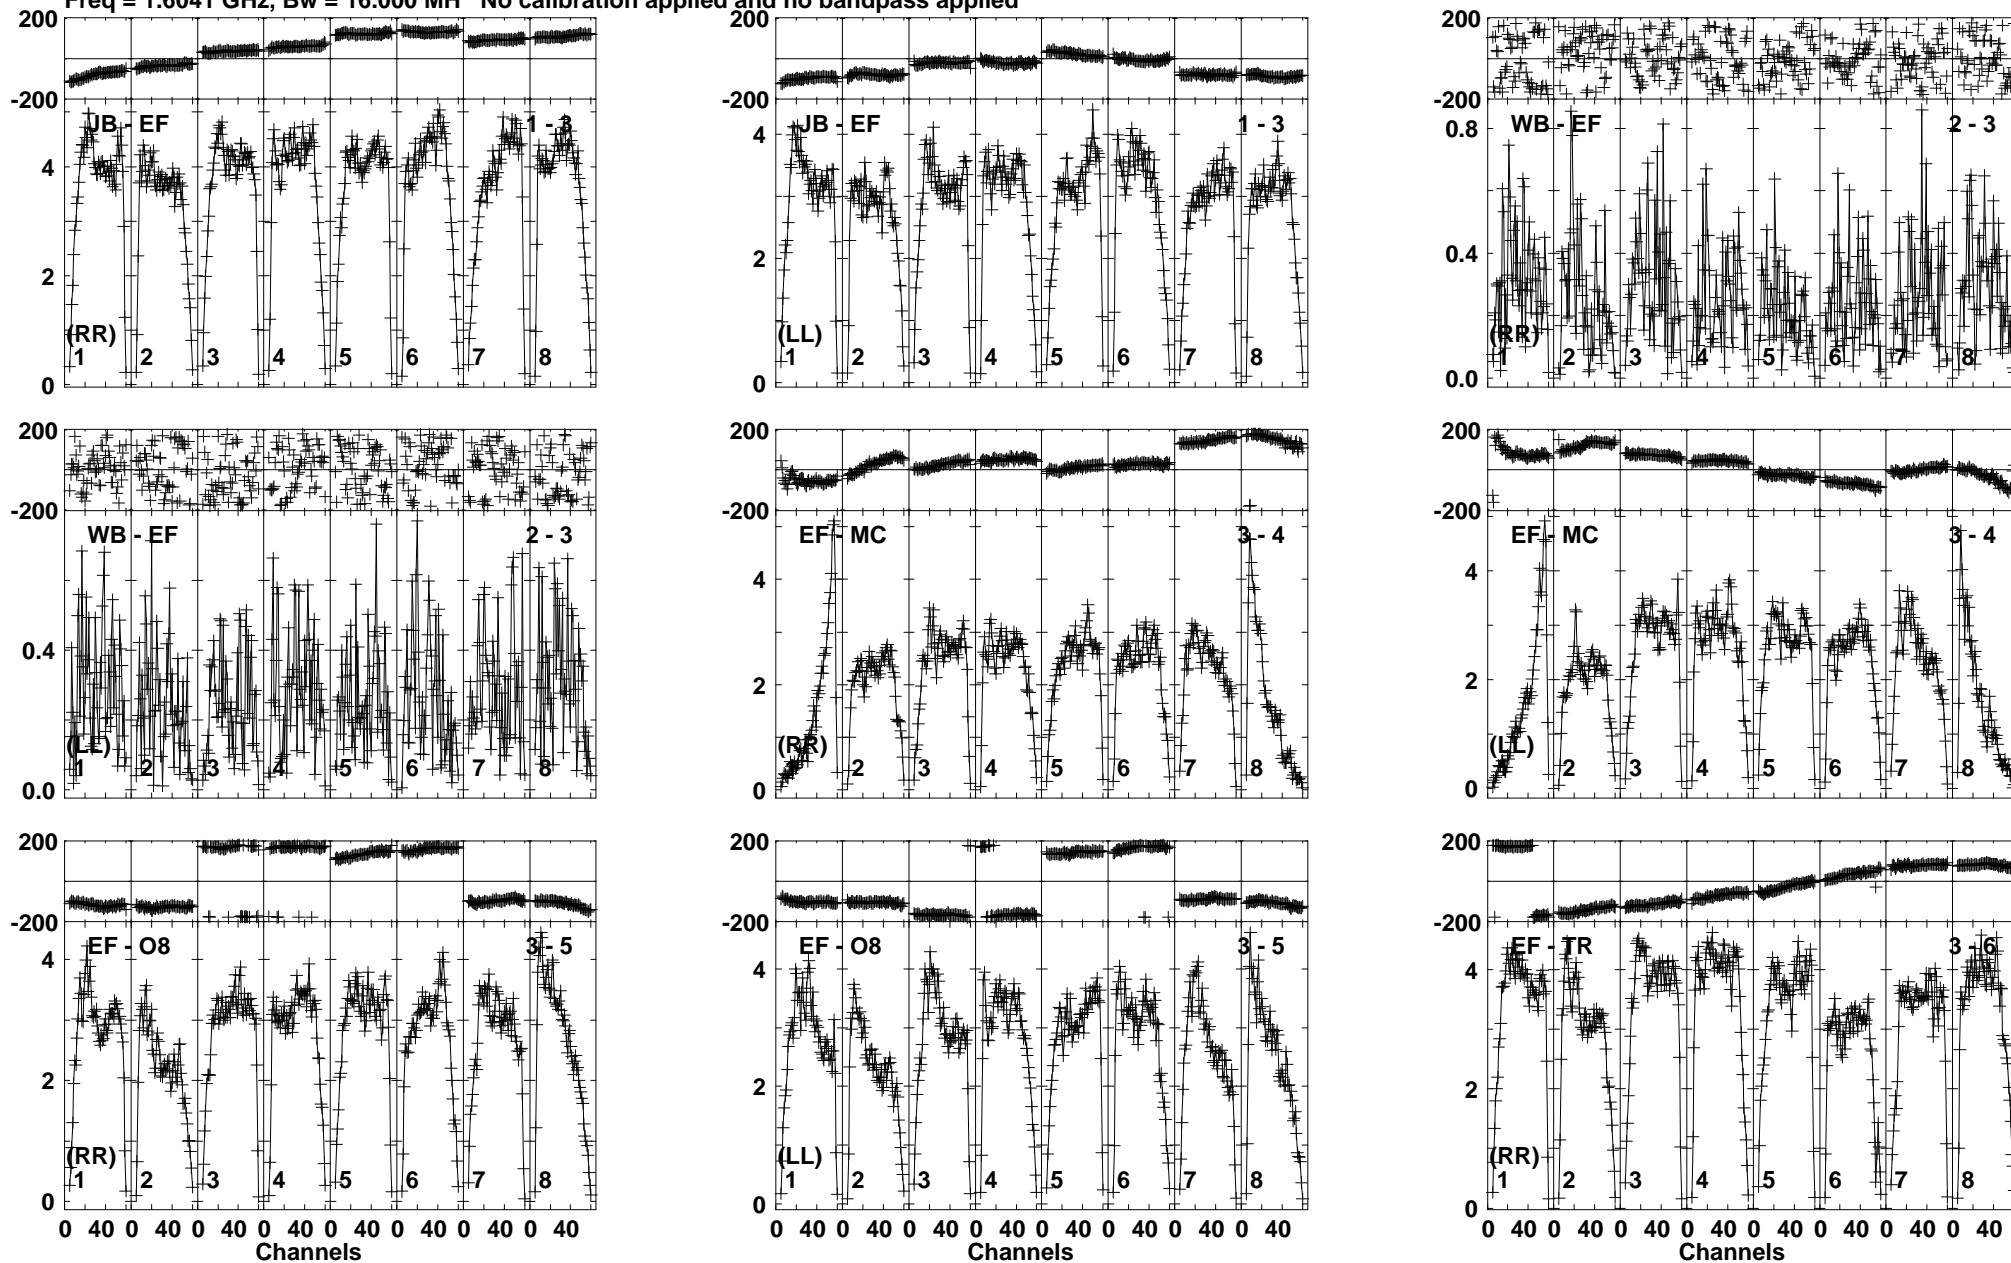 Freq = 1.6041 GHz, Bw = 16.000 MH No calibration applied and no bandpass applied
200 200 200
-200 -200 -200
JB - EF 1 - 3 JB - EF 1 - 3 WB - EF 2 - 3
4 4 0.8
2 2 0.4
(RR) (LL) (RR)
1 2 3 4 5 6 7 8 1 2 3 4 5 6 7 8 1 2 3 4 5 6 7 8
0 0 0.0
200 200 200
-200 -200 -200
WB - EF 2 - 3 EF - MC 3 - 4 EF - MC 3 - 4
0.4 4 4
2 2
(LL) (RR) (LL)
1 2 3 4 5 6 7 8 1 2 3 4 5 6 7 8 1 2 3 4 5 6 7 8
0.0 0 0
200 200 200
-200 -200 -200
EF - O8 3 - 5 EF - O8 3 - 5 EF - TR 3 - 6
4 4 4
2 2 2
(RR) (LL) (RR)
1 2 3 4 5 6 7 8 1 2 3 4 5 6 7 8 1 2 3 4 5 6 7 8
0 0 0
0 40 0 40 0 40 0 40 0 40 0 40 0 40 0 40 0 40 0 40 0 40 0 40 0 40 0 40 0 40 0 40 0 40 0 40 0 40 0 40 0 40 0 40 0 40 0 40
Channels Channels Channels